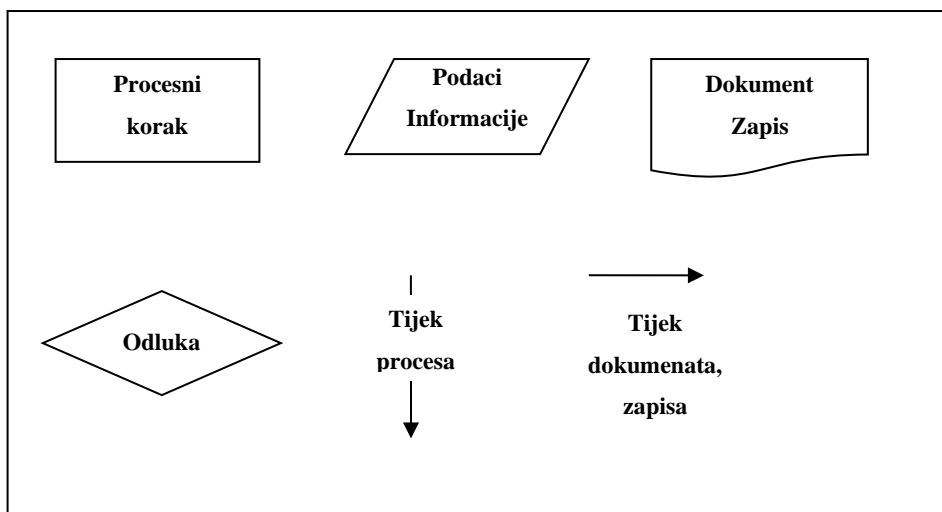 Procesni
korak
Podaci
Informacije
Dokument
Zapis
Odluka
Tijek
procesa
Tijek
dokumenata,
zapisa